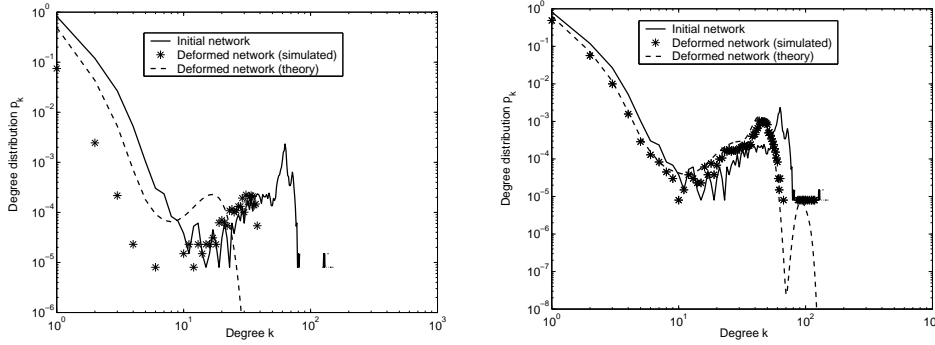 10^0
10^-1
10^-2
10^-3
10^-4
10^-5
10^-6
Degree distribution p_k
Initial network
Deformed network (simulated)
Deformed network (theory)
10^0 10^1 10^2 10^3
Degree k
10^0
10^-1
10^-2
10^-3
10^-4
10^-5
10^-6
10^-7
10^-8
Degree distribution p_k
Initial network
Deformed network (simulated)
Deformed network (theory)
10^0 10^1 10^2 10
Degree k